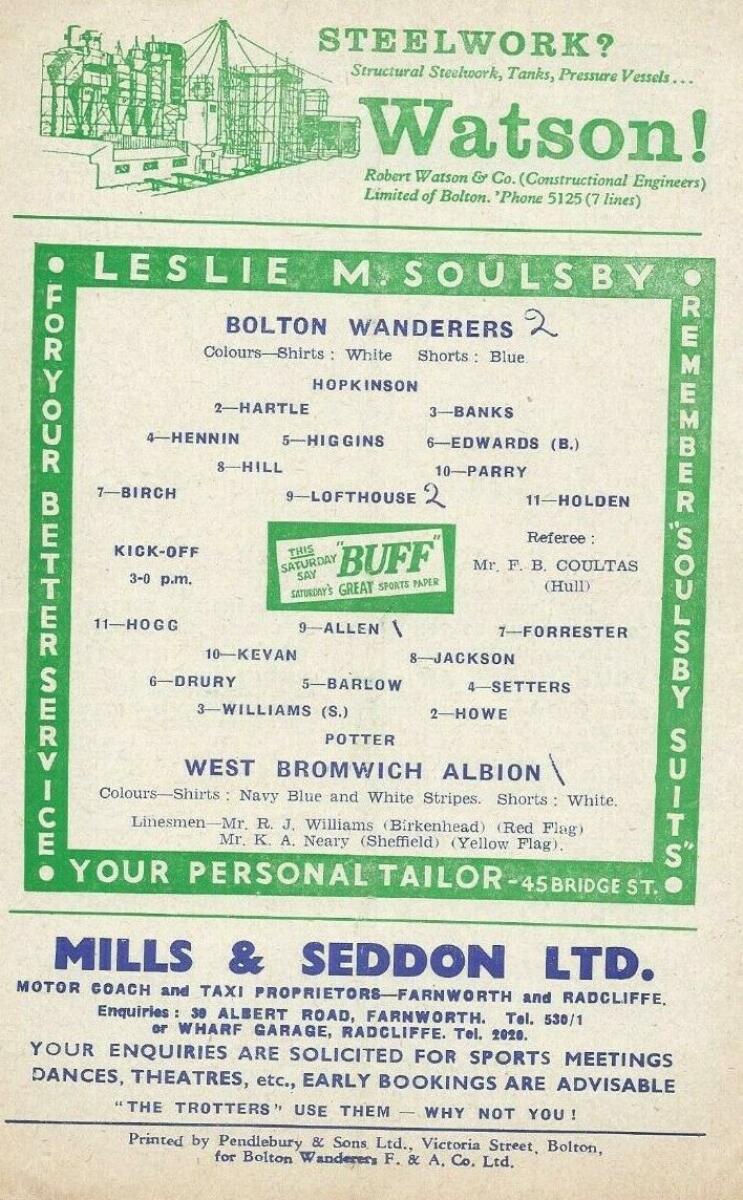 STEELWORK?
Structural Steelwork, Tanks, Pressure Vessels...
Watson!
Robert Watson & Co. (Constructional Engineers)
Limited of Bolton. 'Phone 5125 (7 lines)
• LESLIE M. SOULSBY •
FOR YOUR BETTER SERVICE
REMEMBER "SOULSBY SUITS"
BOLTON WANDERERS 2
Colours—Shirts : White Shorts : Blue
HOPKINSON
2—HARTLE 3—BANKS
4—HENNIN 5—HIGGINS 6—EDWARDS (B.)
8—HILL 10—PARRY
7—BIRCH 9—LOFTHOUSE 2 11—HOLDEN
KICK-OFF
3-0 p.m.
THIS SATURDAY SAY "BUFF"
SATURDAY'S GREAT SPORTS PAPER
Referee :
Mr. F. B. COULTAS
(Hull)
11—HOGG 9—ALLEN \ 7—FORRESTER
10—KEVAN 8—JACKSON
6—DRURY 5—BARLOW 4—SETTERS
3—WILLIAMS (S.) 2—HOWE
POTTER
WEST BROMWICH ALBION \
Colours—Shirts : Navy Blue and White Stripes. Shorts : White.
Linesmen—Mr. R. J. Williams (Birkenhead) (Red Flag)
Mr. K. A. Neary (Sheffield) (Yellow Flag).
• YOUR PERSONAL TAILOR - 45 BRIDGE ST. •
MILLS & SEDDON LTD.
MOTOR COACH and TAXI PROPRIETORS—FARNWORTH and RADCLIFFE.
Enquiries : 39 ALBERT ROAD, FARNWORTH. Tel. 530/1
or WHARF GARAGE, RADCLIFFE. Tel. 2020.
YOUR ENQUIRIES ARE SOLICITED FOR SPORTS MEETINGS
DANCES, THEATRES, etc., EARLY BOOKINGS ARE ADVISABLE
"THE TROTTERS" USE THEM — WHY NOT YOU !
Printed by Pendlebury & Sons Ltd., Victoria Street, Bolton,
for Bolton Wanderers F. & A. Co. Ltd.